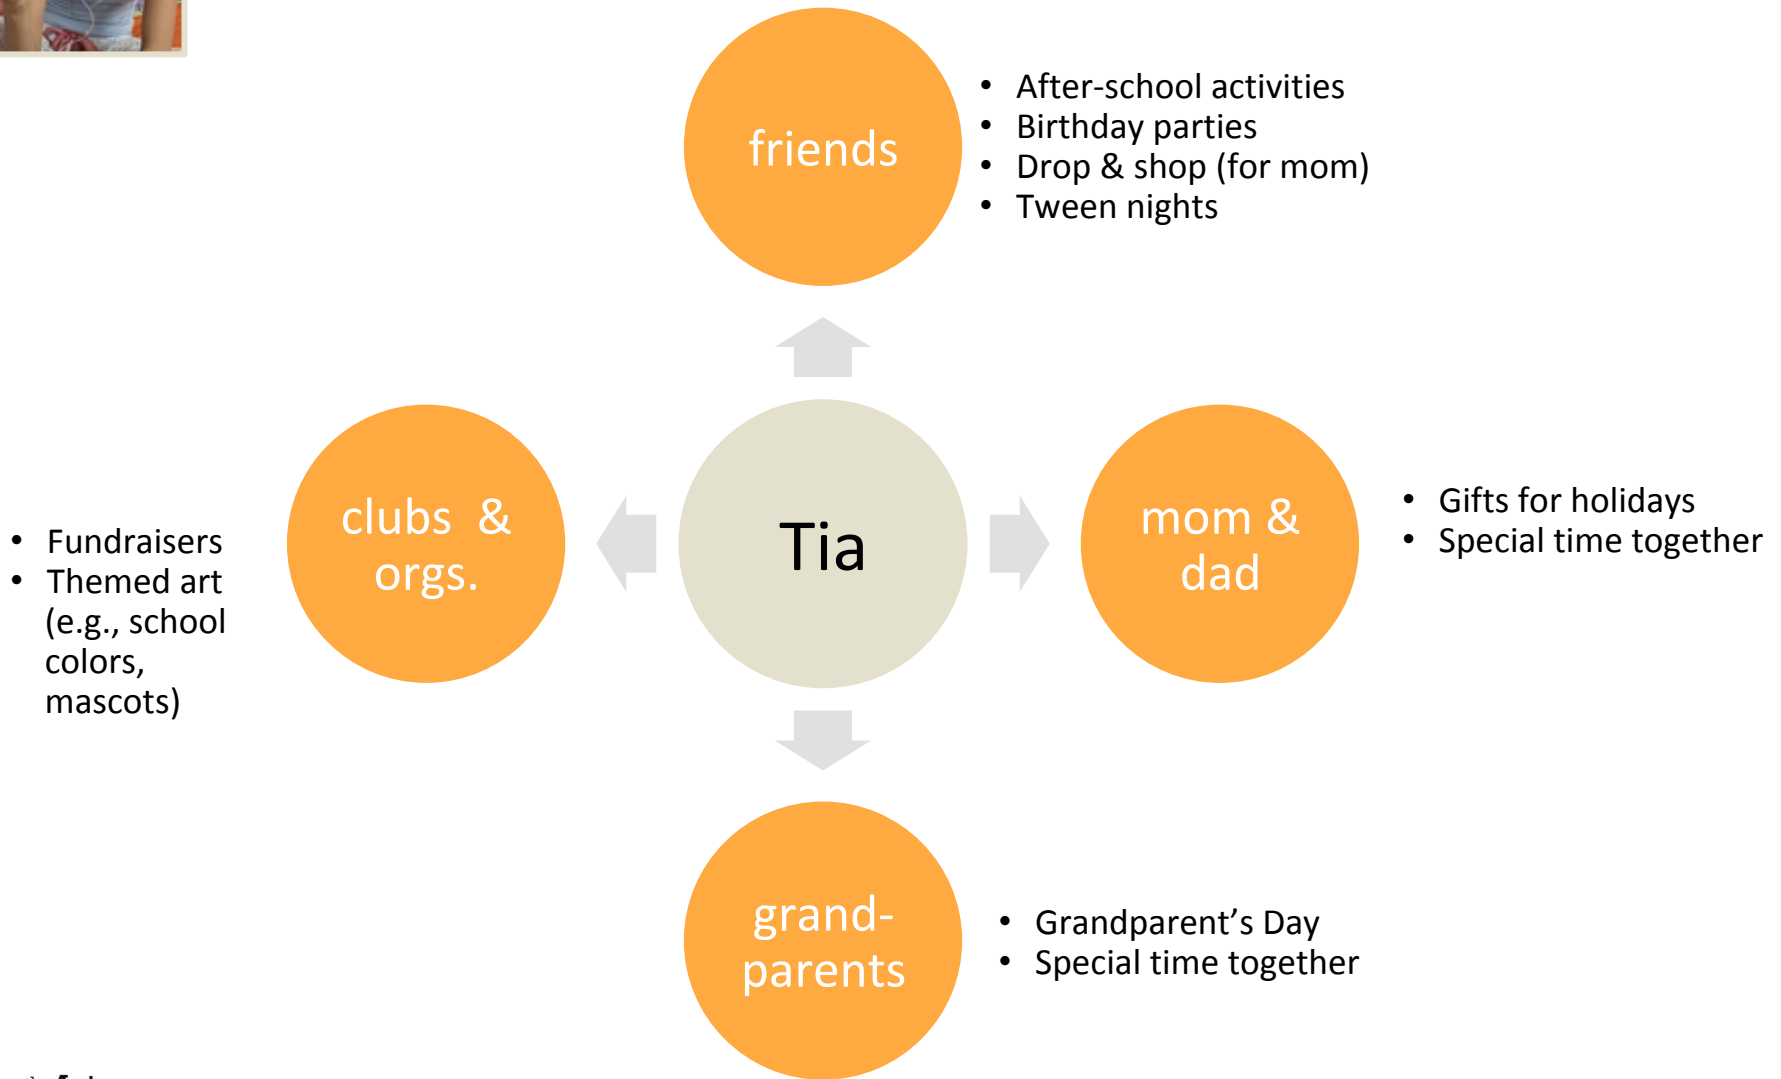 friends
• After-school activities
• Birthday parties
• Drop & shop (for mom)
• Tween nights
clubs &
orgs.
• Fundraisers
• Themed art
(e.g., school
colors,
mascots)
Tia
mom &
dad
• Gifts for holidays
• Special time together
grand-
parents
• Grandparent’s Day
• Special time together